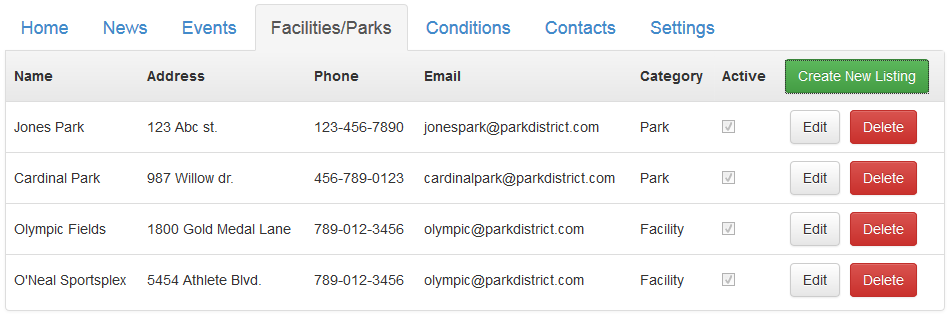 Home News Events Facilities/Parks Conditions Contacts Settings
Name Address Phone Email Category Active Create New Listing
Jones Park 123 Abc st. 123-456-7890 jonespark@parkdistrict.com Park Edit Delete
Cardinal Park 987 Willow dr. 456-789-0123 cardinalpark@parkdistrict.com Park Edit Delete
Olympic Fields 1800 Gold Medal Lane 789-012-3456 olympic@parkdistrict.com Facility Edit Delete
O'Neal Sportsplex 5454 Athlete Blvd. 789-012-3456 olympic@parkdistrict.com Facility Edit Delete